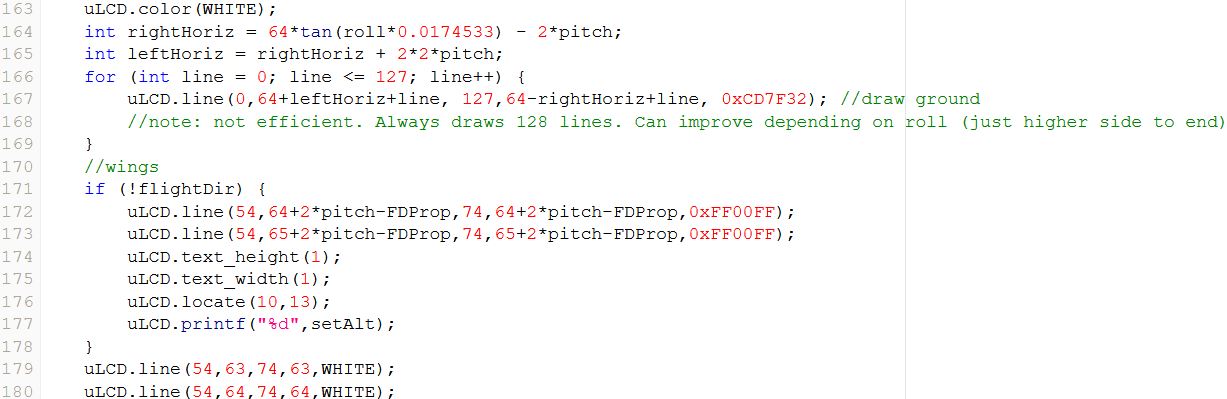 163     uLCD.color(WHITE);
164     int rightHoriz = 64*tan(roll*0.0174533) - 2*pitch;
165     int leftHoriz = rightHoriz + 2*2*pitch;
166     for (int line = 0; line <= 127; line++) {
167         uLCD.line(0,64+leftHoriz+line, 127,64-rightHoriz+line, 0xCD7F32); //draw ground
168         //note: not efficient. Always draws 128 lines. Can improve depending on roll (just higher side to end)
169     }
170     //wings
171     if (!flightDir) {
172         uLCD.line(54,64+2*pitch-FDProp,74,64+2*pitch-FDProp,0xFF00FF);
173         uLCD.line(54,65+2*pitch-FDProp,74,65+2*pitch-FDProp,0xFF00FF);
174         uLCD.text_height(1);
175         uLCD.text_width(1);
176         uLCD.locate(10,13);
177         uLCD.printf("%d",setAlt);
178     }
179     uLCD.line(54,63,74,63,WHITE);
180     uLCD.line(54,64,74,64,WHITE);